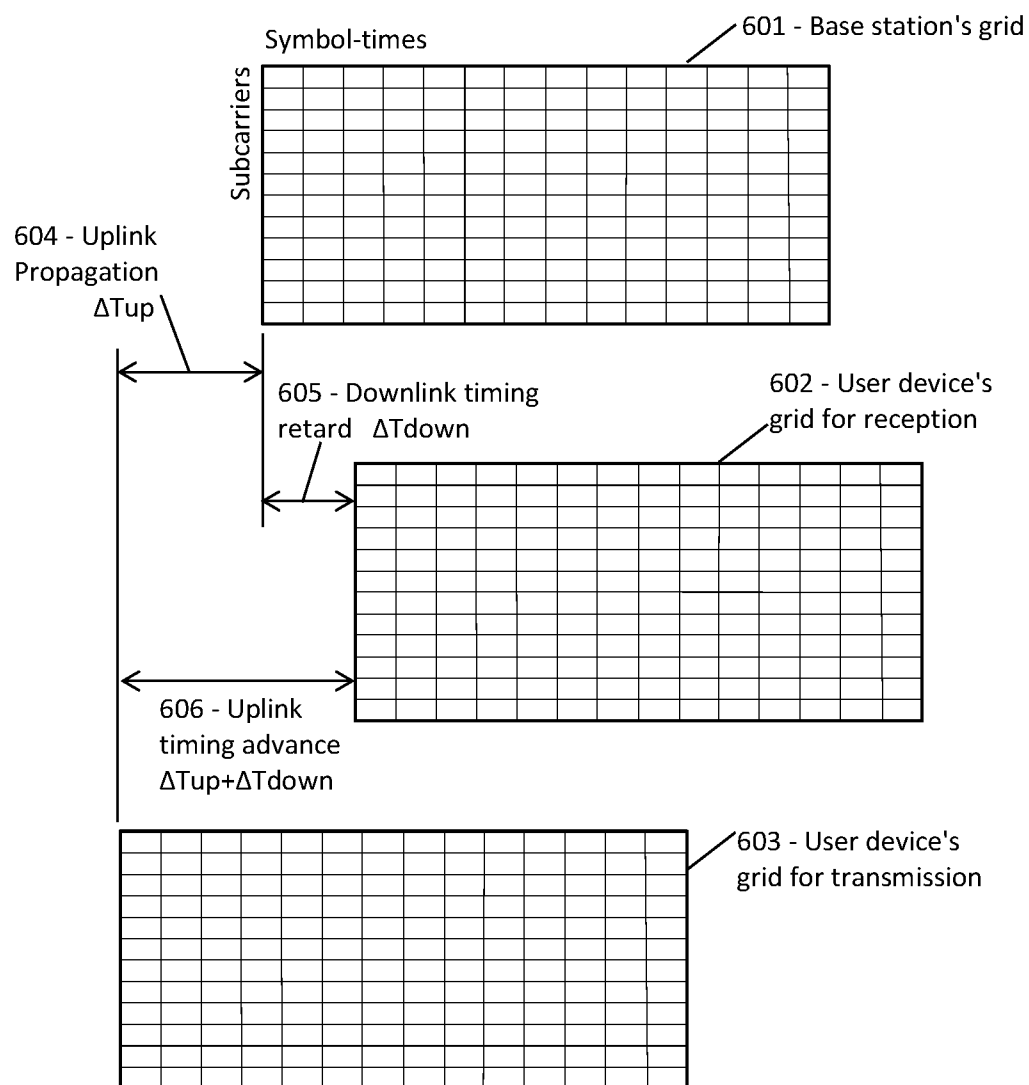 601 - Base station's grid
Symbol-times
Subcarriers
604 - Uplink
Propagation
ΔTup
605 - Downlink timing
retard ΔTdown
602 - User device's
grid for reception
606 - Uplink
timing advance
ΔTup+ΔTdown
603 - User device's
grid for transmission